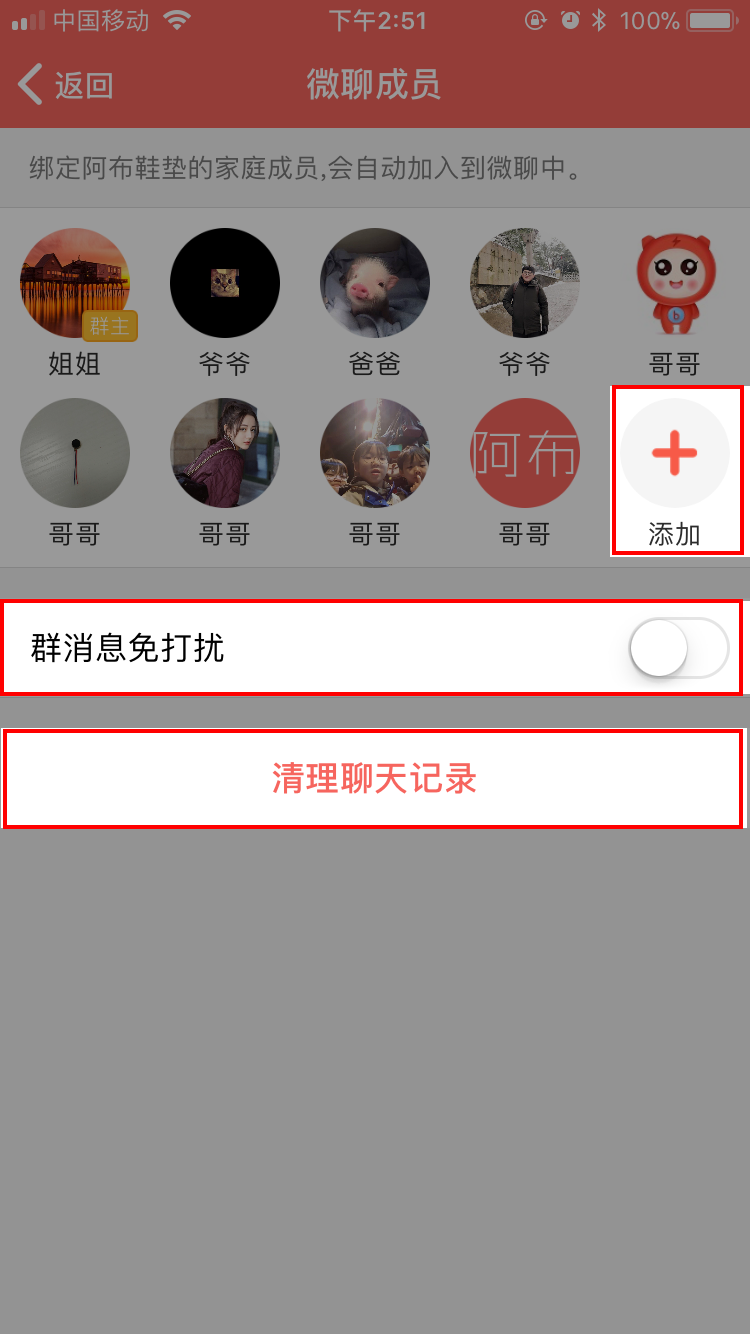 中国移动 下午2:51 100%
返回 微聊成员
绑定阿布鞋垫的家庭成员,会自动加入到微聊中。
群主
姐姐 爷爷 爸爸 爷爷 哥哥
阿布
哥哥 哥哥 哥哥 哥哥 添加
群消息免打扰
清理聊天记录